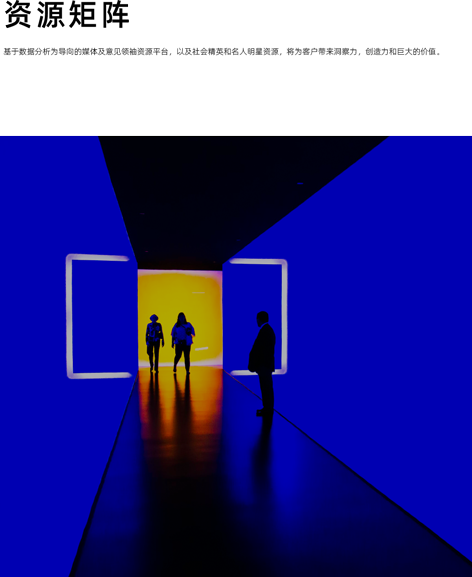 资源矩阵
基于数据分析为导向的媒体及意见领袖资源平台，以及社会精英和名人明星资源，将为客户带来洞察力，创造力和巨大的价值。